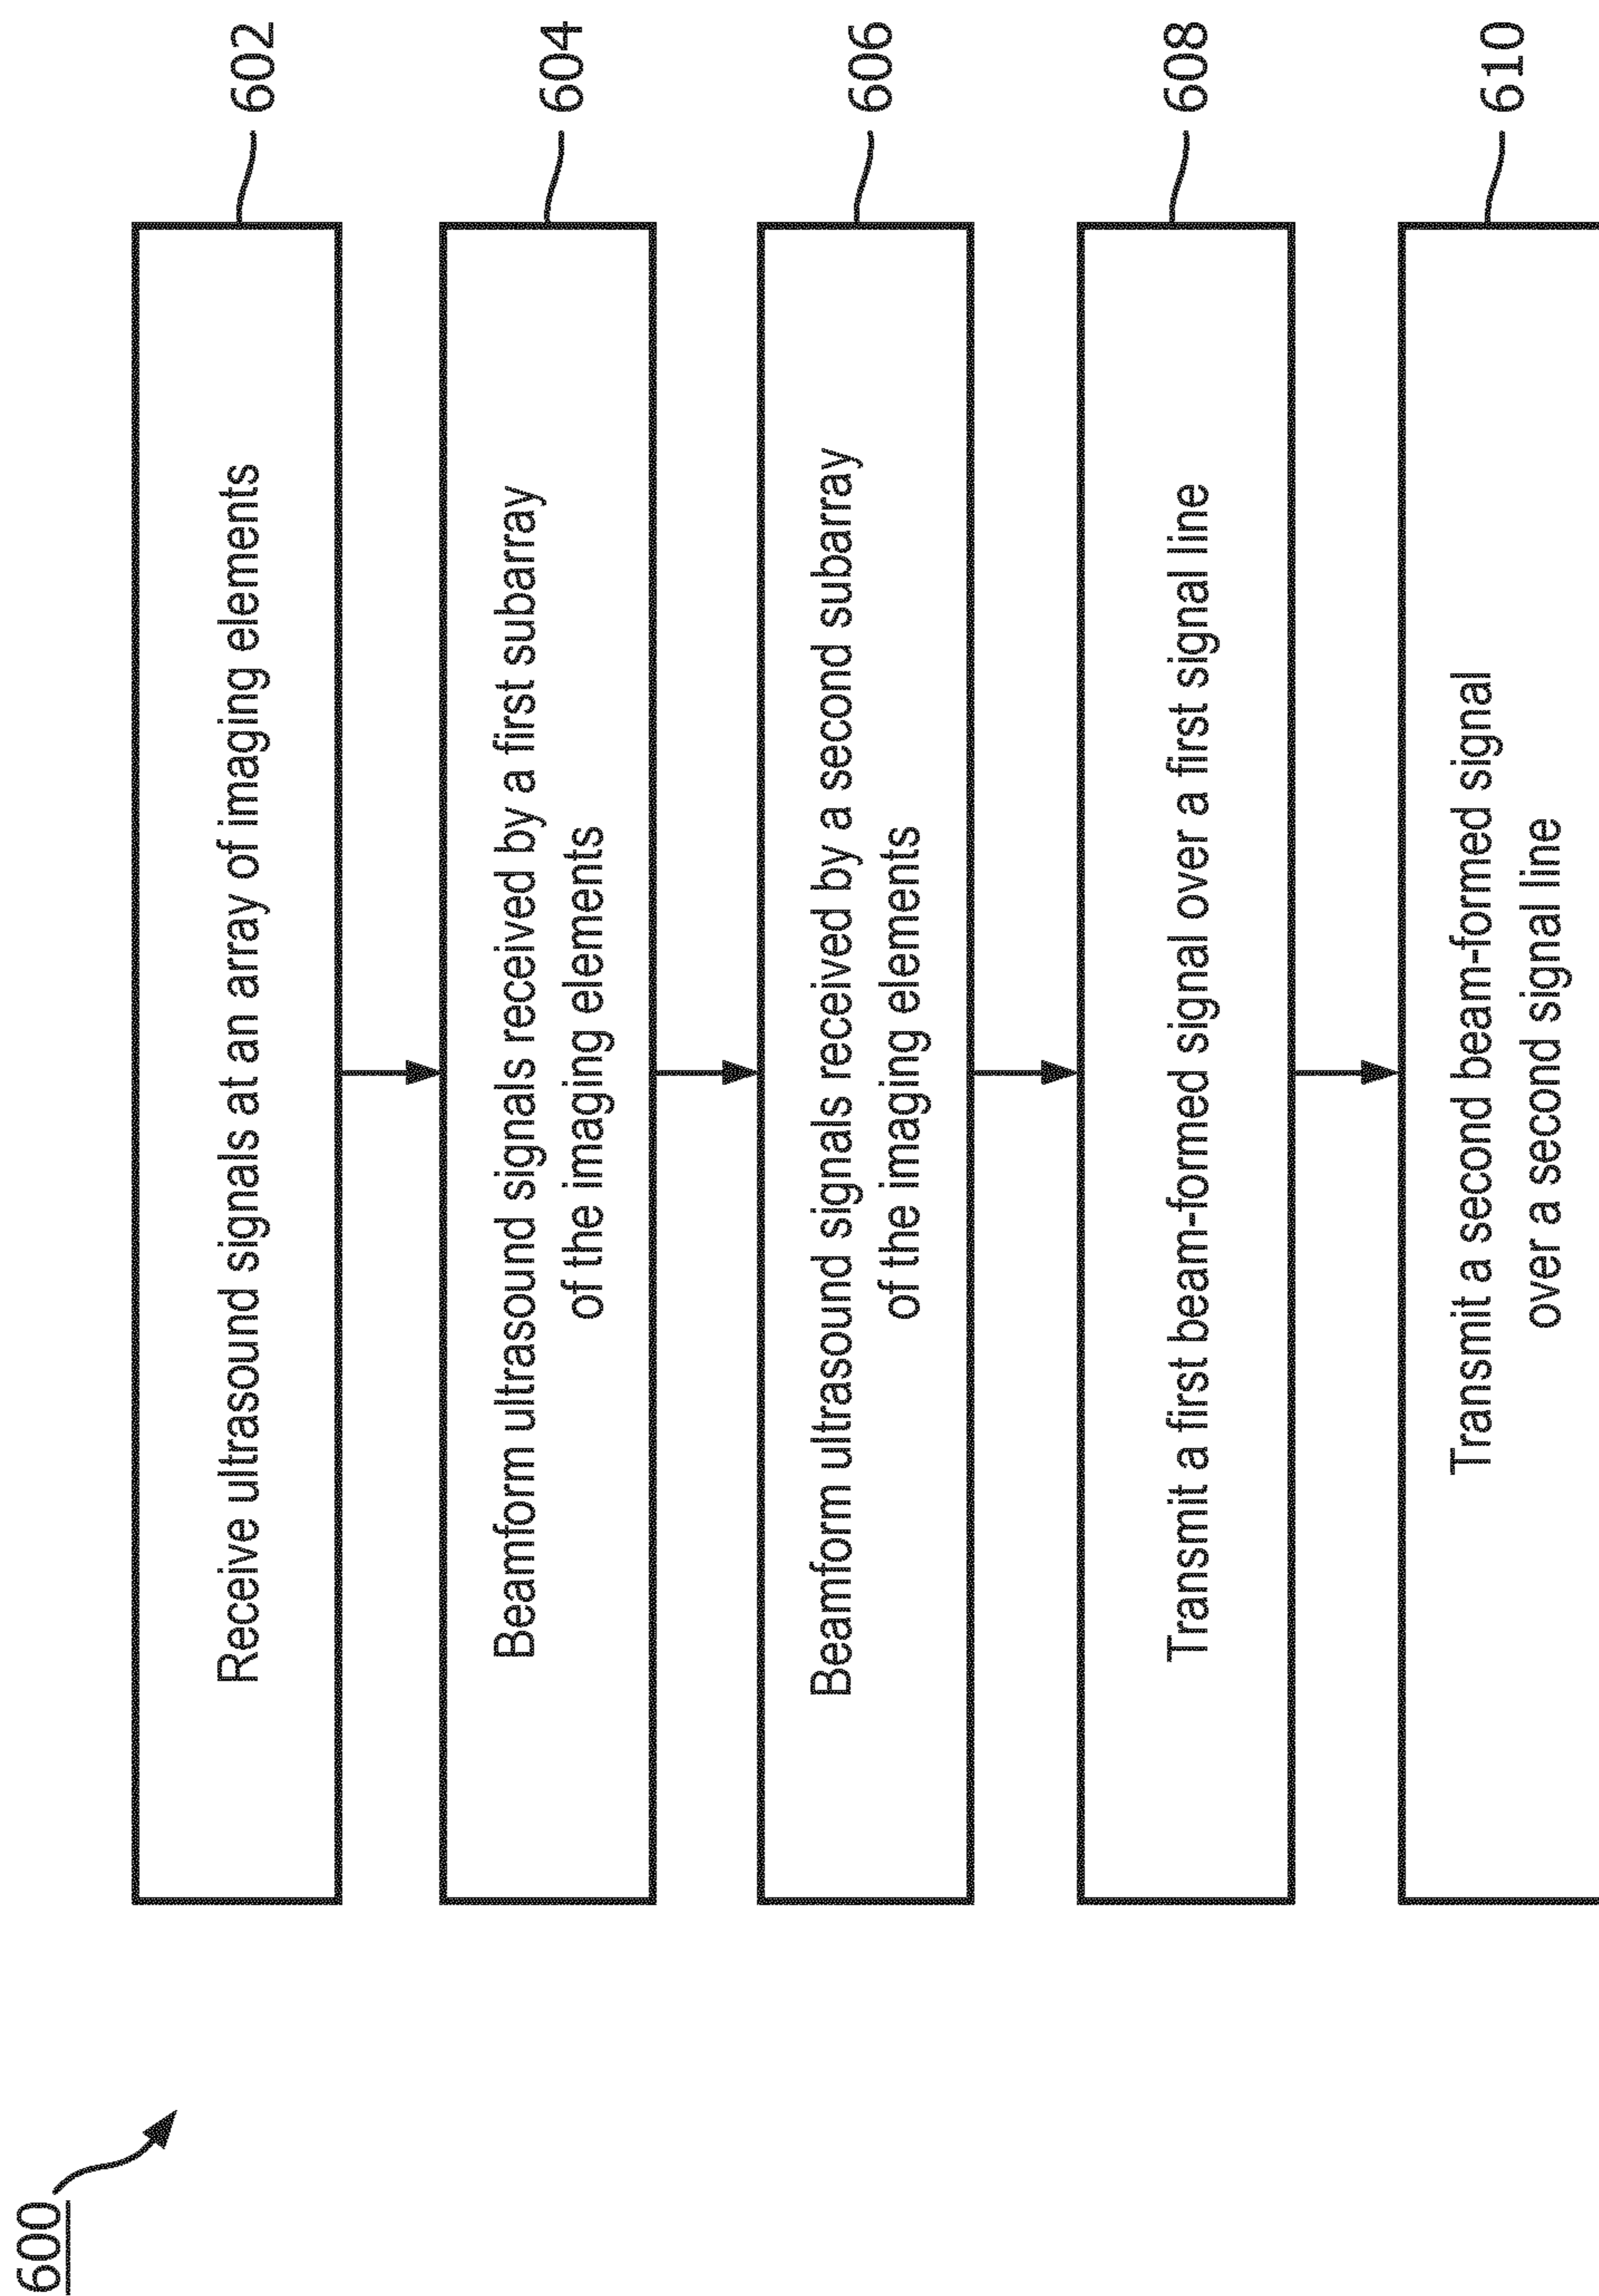 600
Receive ultrasound signals at an array of imaging elements
602
Beamform ultrasound signals received by a first subarray
of the imaging elements
604
Beamform ultrasound signals received by a second subarray
of the imaging elements
606
Transmit a first beam-formed signal over a first signal line
608
Transmit a second beam-formed signal
over a second signal line
610